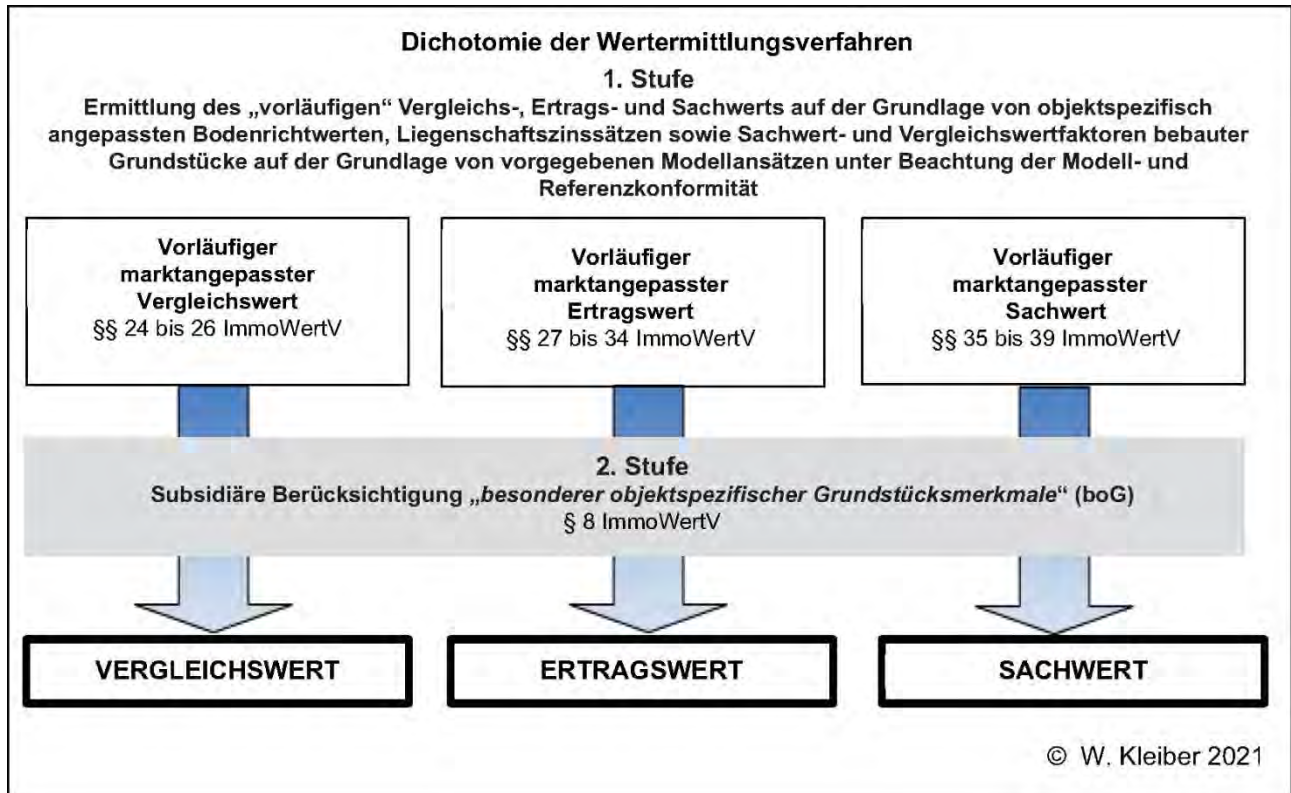 Dichotomie der Wertermittlungsverfahren
1. Stufe
Ermittlung des „vorläufigen“ Vergleichs-, Ertrags- und Sachwerts auf der Grundlage von objektspezifisch
angepassten Bodenrichtwerten, Liegenschaftszinssätzen sowie Sachwert- und Vergleichswertfaktoren bebauter
Grundstücke auf der Grundlage von vorgegebenen Modellansätzen unter Beachtung der Modell- und
Referenzkonformität
Vorläufiger
marktangepasster
Vergleichswert
§§ 24 bis 26 ImmoWertV
Vorläufiger
marktangepasster
Ertragswert
§§ 27 bis 34 ImmoWertV
Vorläufiger
marktangepasster
Sachwert
§§ 35 bis 39 ImmoWertV
2. Stufe
Subsidiäre Berücksichtigung „besonderer objektspezifischer Grundstücksmerkmale“ (boG)
§ 8 ImmoWertV
VERGLEICHSWERT
ERTRAGSWERT
SACHWERT
© W. Kleiber 2021